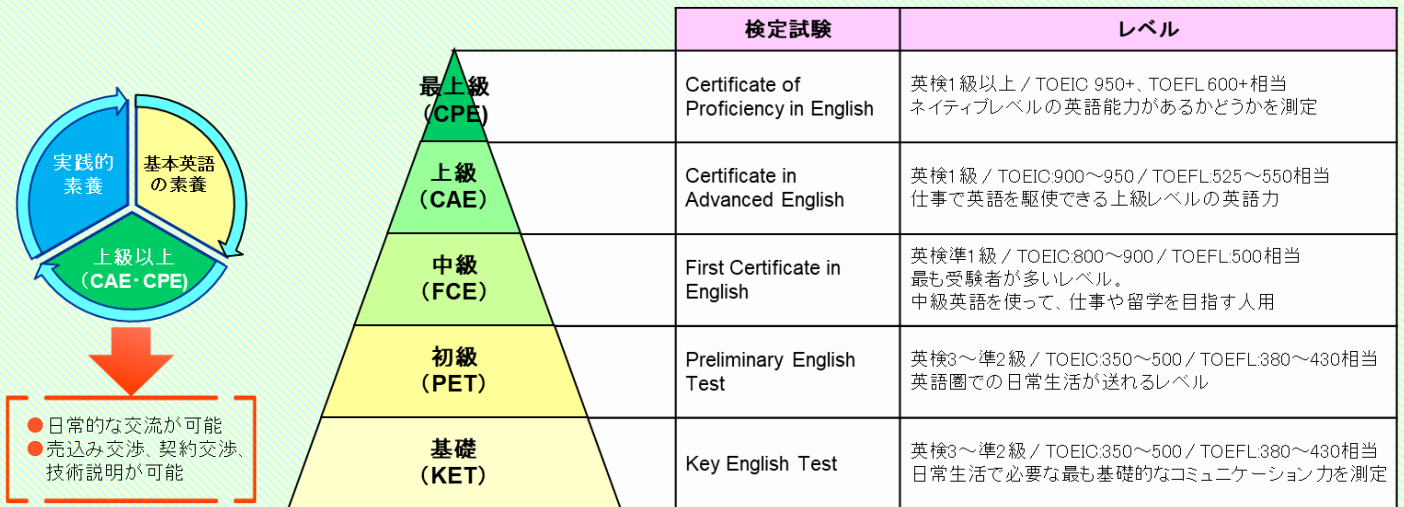 実践的
素養
基本英語
の素養
上級以上
（CAE・CPE)
●日常的な交流が可能
●売込み交渉、契約交渉、
技術説明が可能
検定試験
レベル
最上級
（CPE)
Certificate of
Proficiency in English
英検1級以上 / TOEIC 950+、TOEFL600+相当
ネイティブレベルの英語能力があるかどうかを測定
上級
（CAE）
Certificate in
Advanced English
英検1級 / TOEIC:900～950 / TOEFL:525～550相当
仕事で英語を駆使できる上級レベルの英語力
中級
（FCE）
First Certificate in
English
英検準1級 / TOEIC:800～900 / TOEFL:500相当
最も受験者が多いレベル。
中級英語を使って、仕事や留学を目指す人用
初級
（PET）
Preliminary English
Test
英検3～準2級 / TOEIC:350～500 / TOEFL:380～430相当
英語圏での日常生活が送れるレベル
基礎
（KET）
Key English Test
英検3～準2級 / TOEIC:350～500 / TOEFL:380～430相当
日常生活で必要な最も基礎的なコミュニケーション力を測定